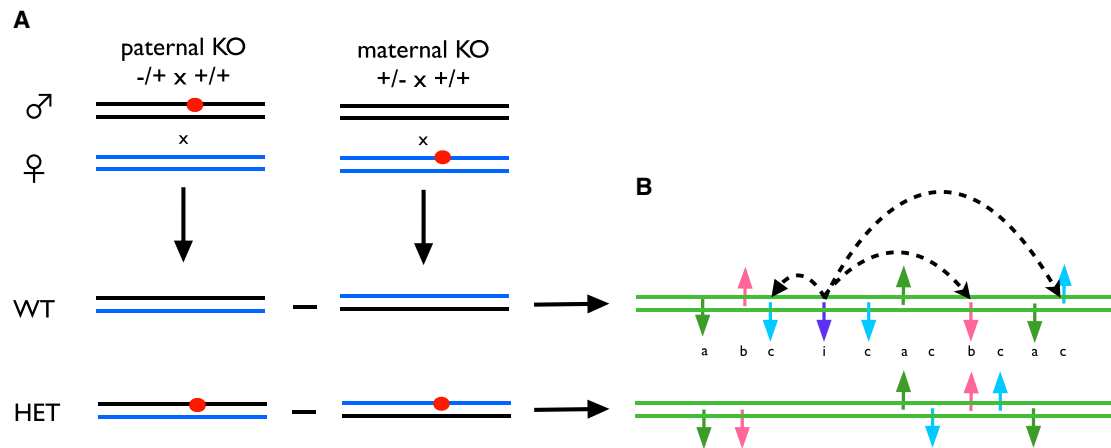 A
paternal KO
-/+ x +/+
maternal KO
+/- x +/+
♂
x
x
♀
B
WT
a b c i c a c b c a c
HET